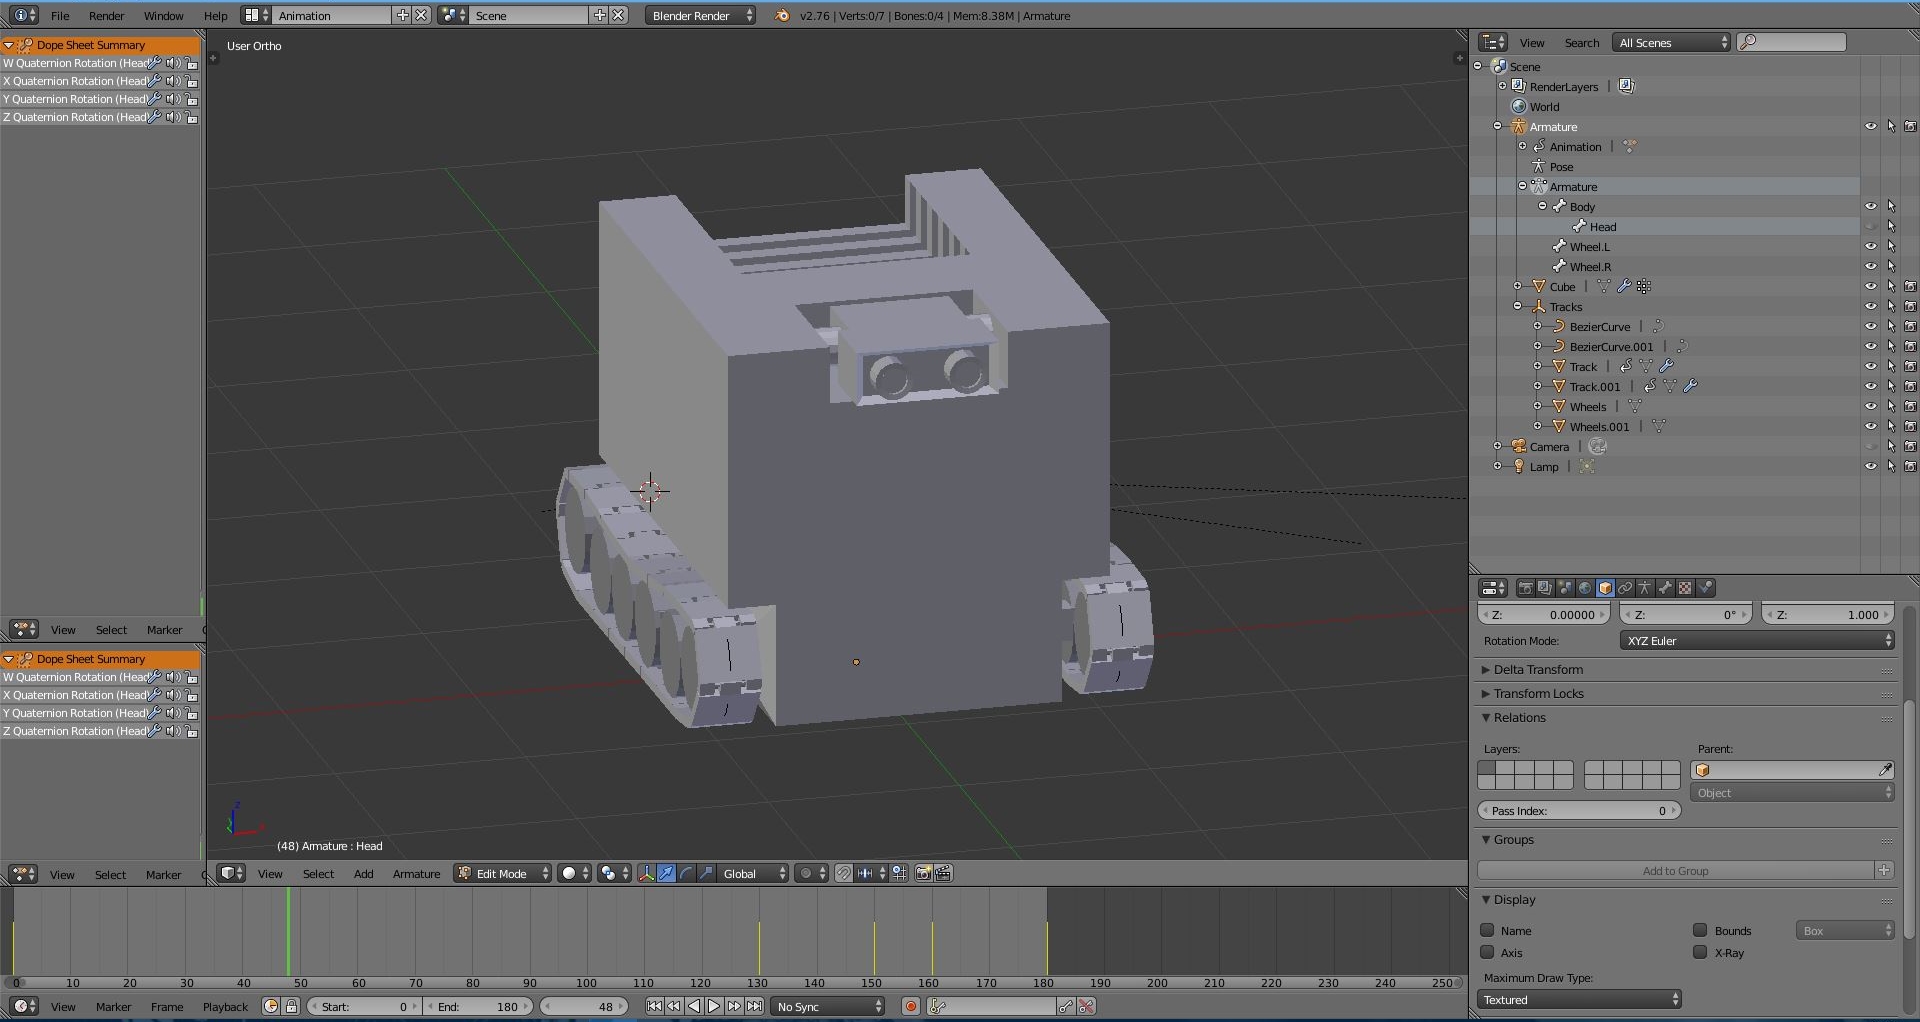 File Render Window Help Animation Scene Blender Render v2.76 | Verts:0/7 | Bones:0/4 | Mem:8.38M | Armature
Dope Sheet Summary
W Quaternion Rotation (Head
X Quaternion Rotation (Head
Y Quaternion Rotation (Head
Z Quaternion Rotation (Head
View Select Marker
Dope Sheet Summary
W Quaternion Rotation (Head
X Quaternion Rotation (Head
Y Quaternion Rotation (Head
Z Quaternion Rotation (Head
View Select Marker
User Ortho
(48) Armature : Head
View Select Add Armature Edit Mode Global
View Search All Scenes
Scene
RenderLayers |
World
Armature
Animation |
Pose
Armature
Body
Head
Wheel.L
Wheel.R
Cube |
Tracks
BezierCurve |
BezierCurve.001 |
Track |
Track.001 |
Wheels |
Wheels.001 |
Camera |
Lamp |
Z: 0.00000 Z: 0° Z: 1.000
Rotation Mode: XYZ Euler
Delta Transform
Transform Locks
Relations
Layers: Parent:
Object
Pass Index: 0
Groups
Add to Group
Display
Name Bounds Box
Axis X-Ray
Maximum Draw Type:
Textured
0 10 20 30 40 50 60 70 80 90 100 110 120 130 140 150 160 170 180 190 200 210 220 230 240 250
View Marker Frame Playback Start: 0 End: 180 48 No Sync